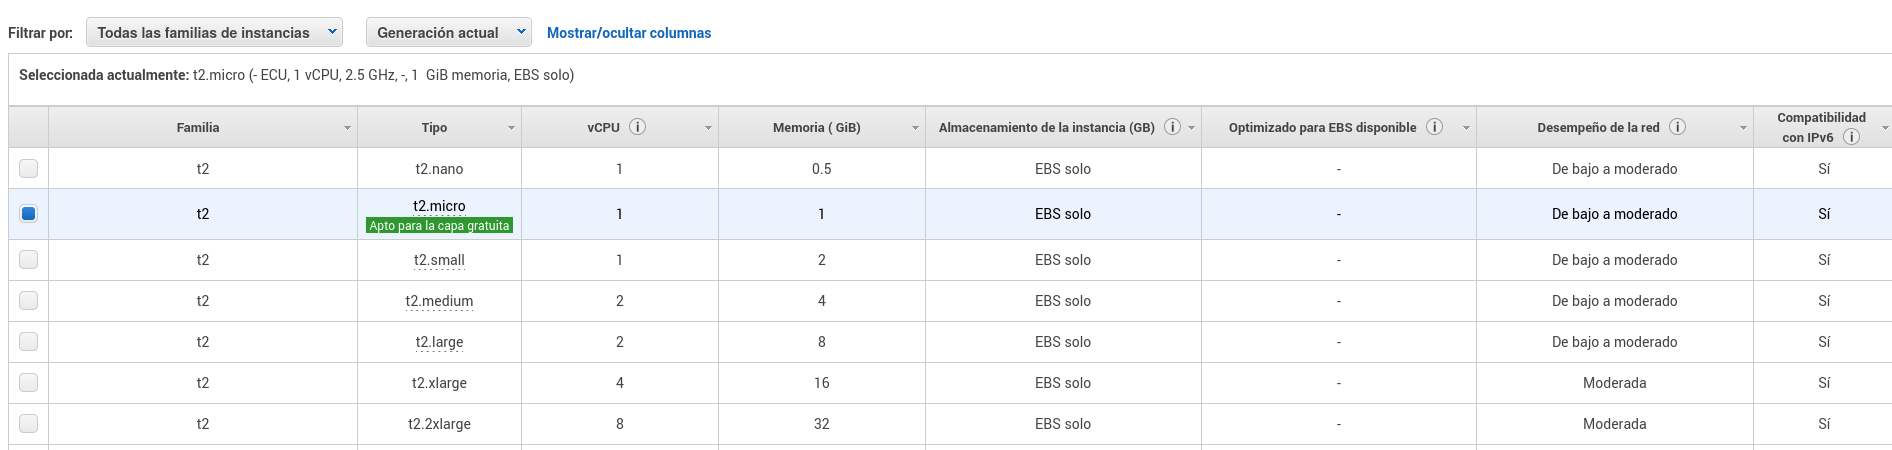 Filtrar por: Todas las familias de instancias Generación actual Mostrar/ocultar columnas
Seleccionada actualmente: t2.micro (- ECU, 1 vCPU, 2.5 GHz, -, 1 GiB memoria, EBS solo)
Familia Tipo vCPU i Memoria ( GiB) Almacenamiento de la instancia (GB) i Optimizado para EBS disponible i Desempeño de la red i Compatibilidad con IPv6 i
t2 t2.nano 1 0.5 EBS solo - De bajo a moderado Sí
t2 t2.micro Apto para la capa gratuita 1 1 EBS solo - De bajo a moderado Sí
t2 t2.small 1 2 EBS solo - De bajo a moderado Sí
t2 t2.medium 2 4 EBS solo - De bajo a moderado Sí
t2 t2.large 2 8 EBS solo - De bajo a moderado Sí
t2 t2.xlarge 4 16 EBS solo - Moderada Sí
t2 t2.2xlarge 8 32 EBS solo - Moderada Sí